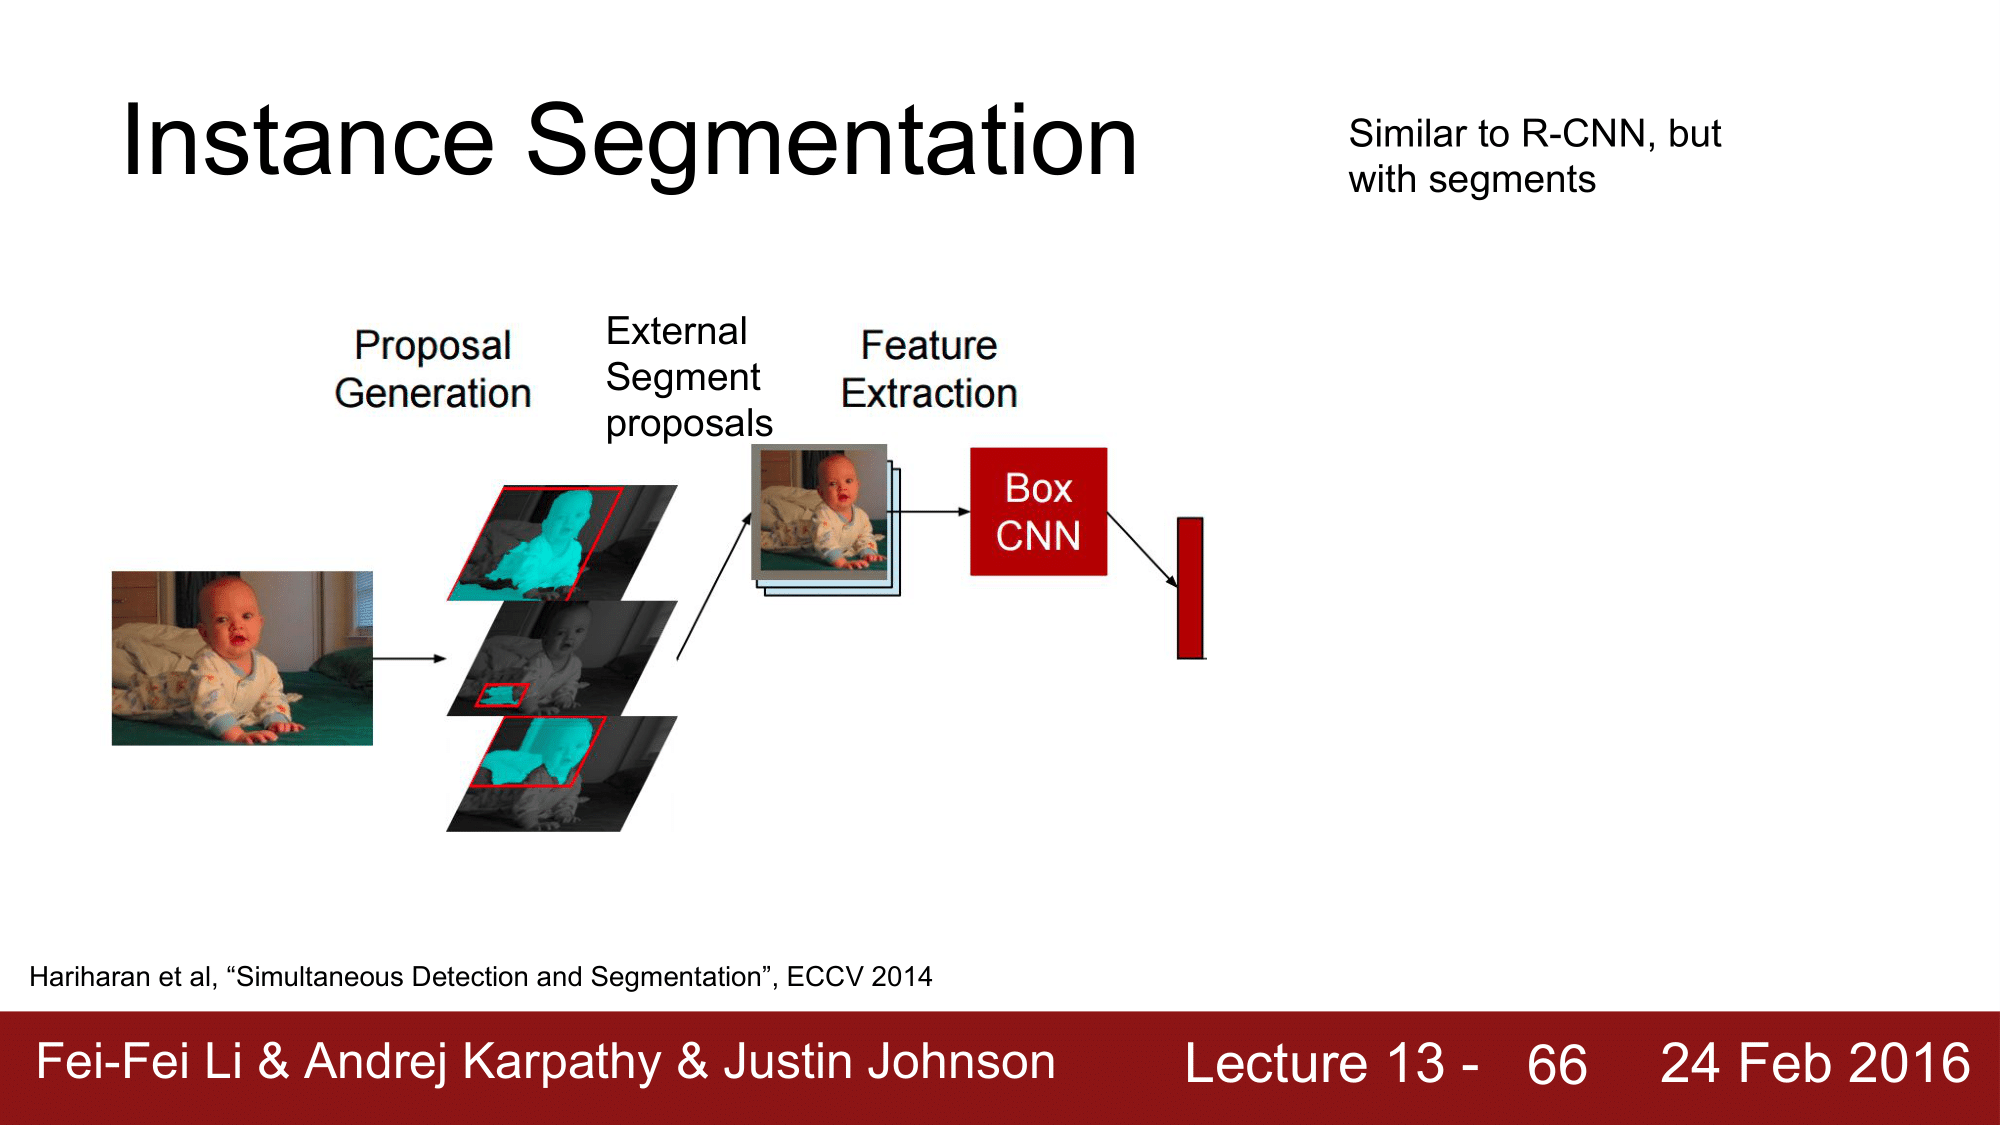 Instance Segmentation
Similar to R-CNN, but
with segments
Proposal
Generation
External
Segment
proposals
Feature
Extraction
Box
CNN
Hariharan et al, “Simultaneous Detection and Segmentation”, ECCV 2014
Fei-Fei Li & Andrej Karpathy & Justin Johnson
Lecture 13 - 66
24 Feb 2016